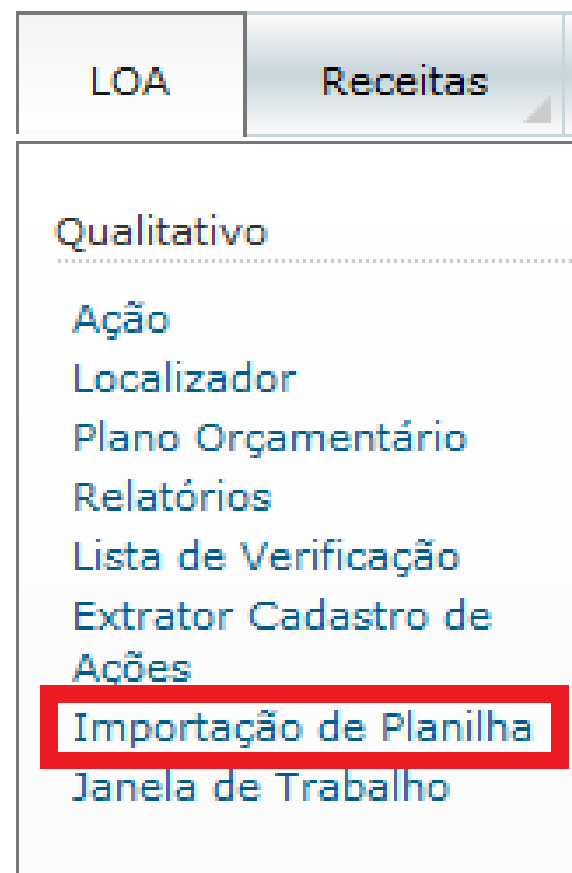 LOA Receitas
Qualitativo
Ação
Localizador
Plano Orçamentário
Relatórios
Lista de Verificação
Extrator Cadastro de
Ações
Importação de Planilha
Janela de Trabalho